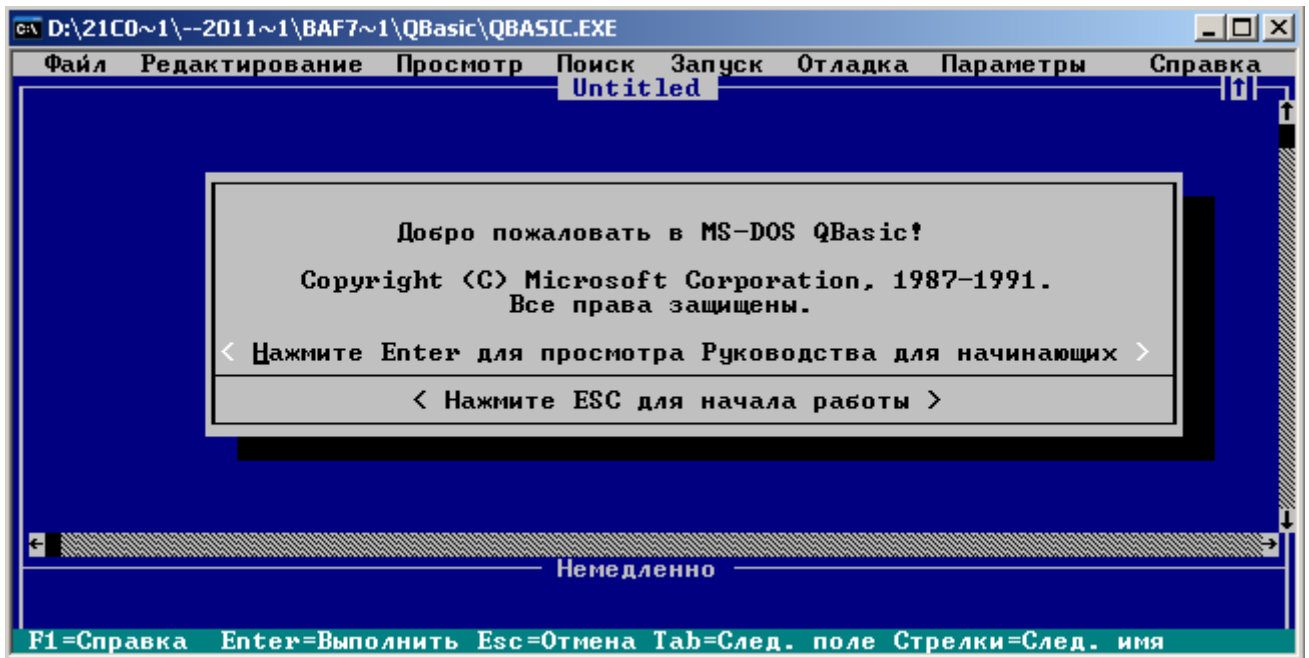 D:\21C0~1\--2011~1\BAF7~1\QBasic\QBASIC.EXE
Файл Редактирование Просмотр Поиск Запуск Отладка Параметры Справка
Untitled
Добро пожаловать в MS-DOS QBasic!
Copyright (C) Microsoft Corporation, 1987-1991.
Все права защищены.
< Нажмите Enter для просмотра Руководства для начинающих >
< Нажмите ESC для начала работы >
Немедленно
F1=Справка Enter=Выполнить Esc=Отмена Tab=След. поле Стрелки=След. имя